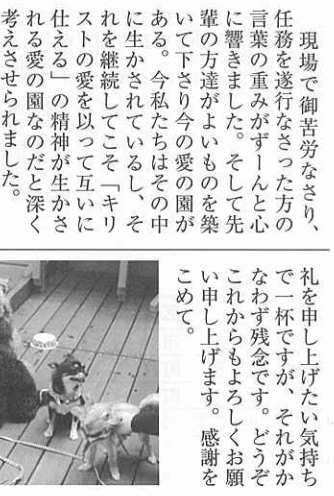 現場で御苦労なさり、
任務を遂行なさった方の
言葉の重みがずーんと心
に響きました。そして先
輩の方達がよいものを築
いて下さり今の愛の園が
ある。今私たちはその中
に生かされているし、そ
れを継続してこそ「キリ
ストの愛を以って互いに
仕える」の精神が生かさ
れる愛の園なのだと深く
考えさせられました。
礼を申し上げたい気持ち
で一杯ですが、それがか
なわず残念です。どうぞ
これからもよろしくお願
い申し上げます。感謝を
こめて。